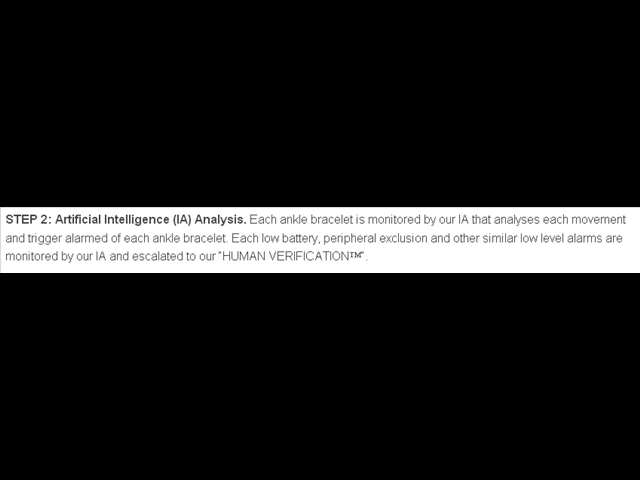 STEP 2: Artificial Intelligence (IA) Analysis. Each ankle bracelet is monitored by our IA that analyses each movement
and trigger alarmed of each ankle bracelet. Each low battery, peripheral exclusion and other similar low level alarms are
monitored by our IA and escalated to our "HUMAN VERIFICATION™".